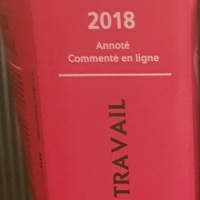 2018
Annoté
Commenté en ligne
TRAVAIL